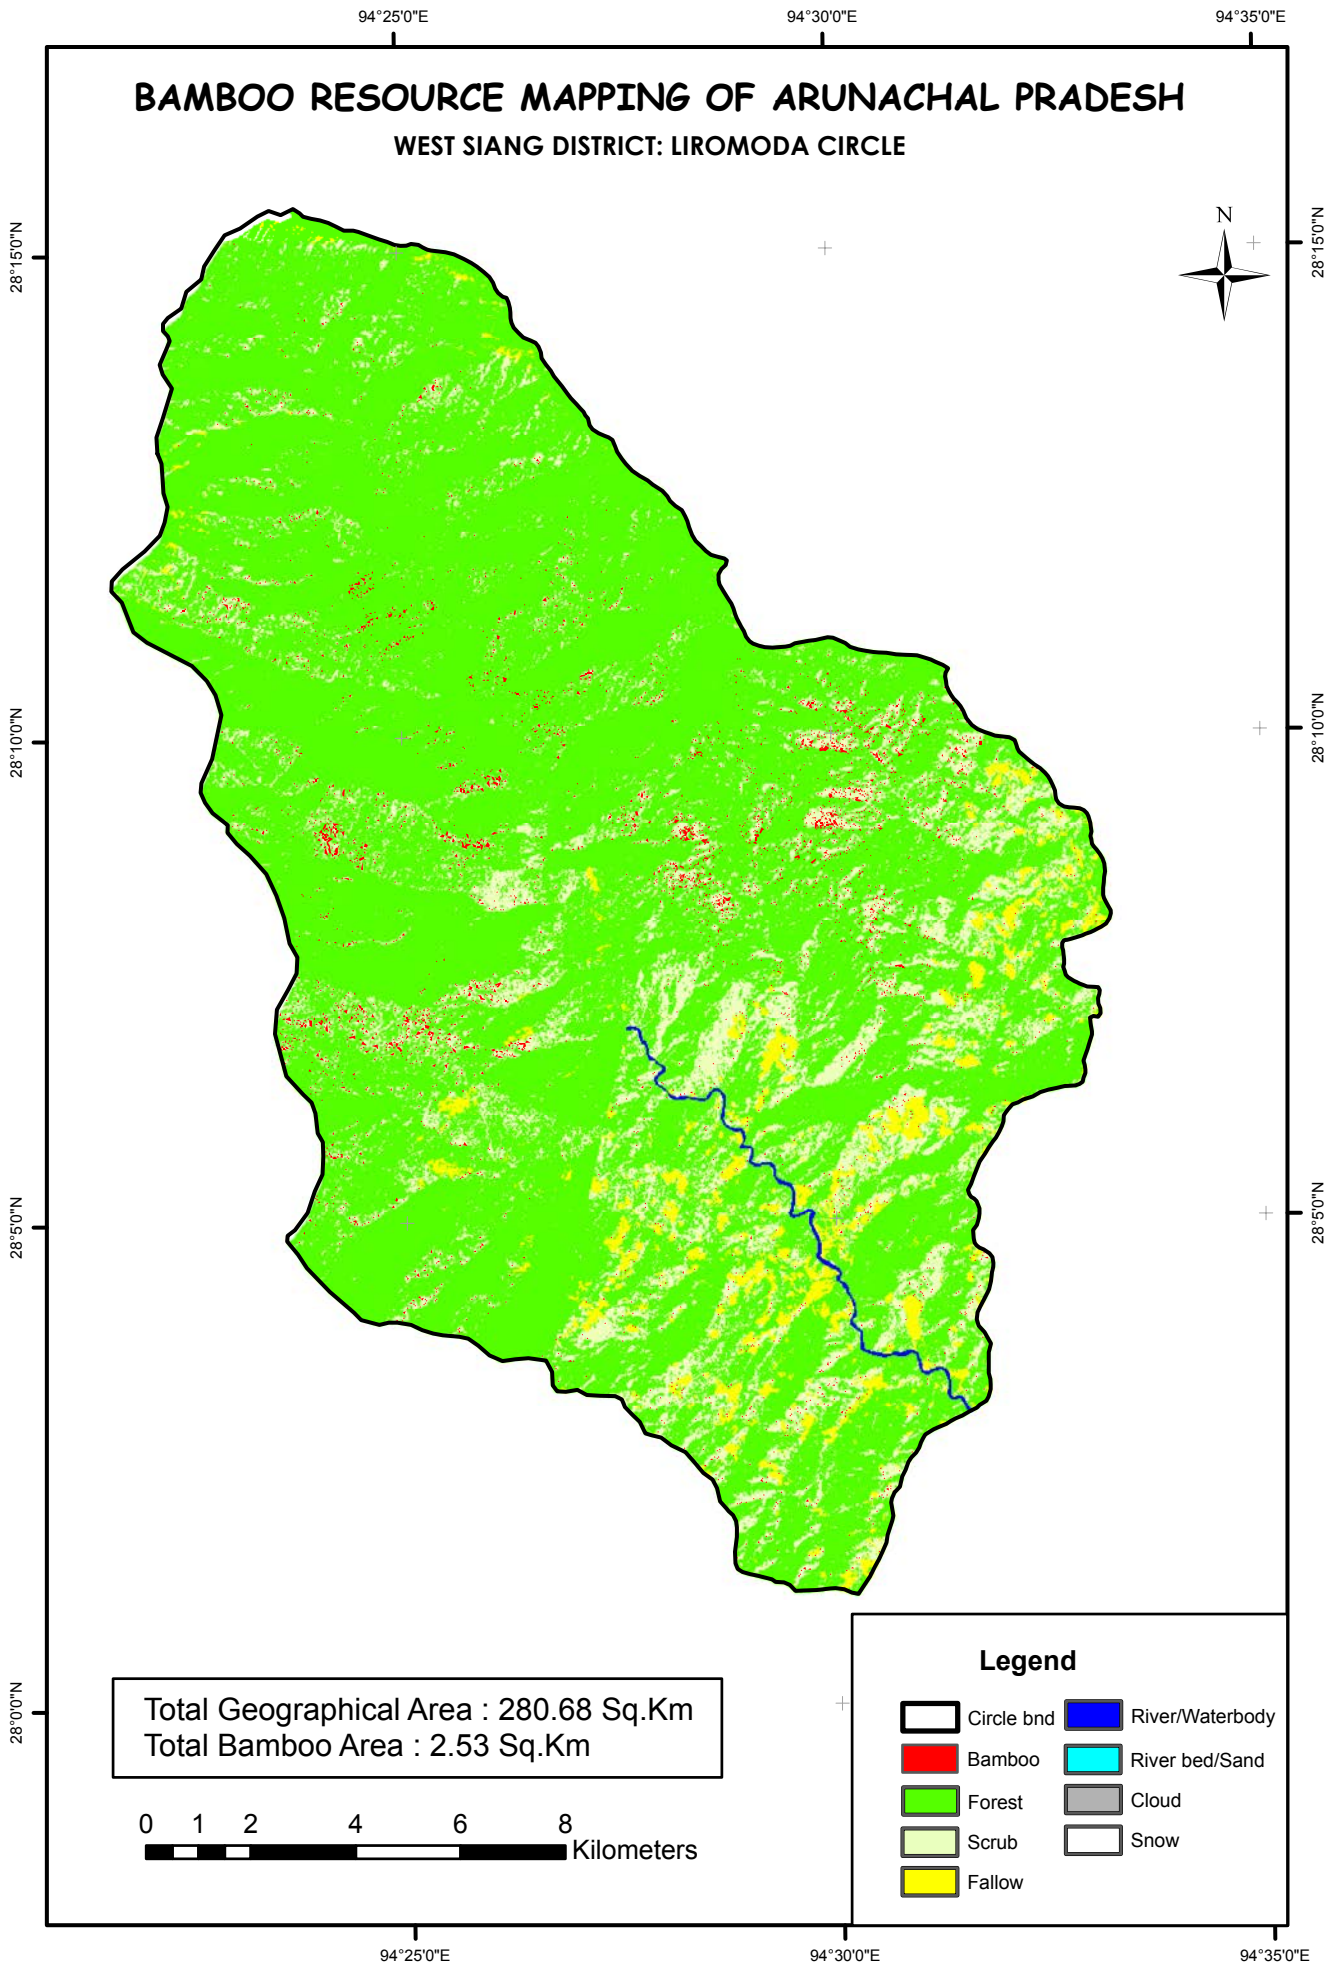 94°25'0"E 94°30'0"E 94°35'0"E
BAMBOO RESOURCE MAPPING OF ARUNACHAL PRADESH
WEST SIANG DISTRICT: LIROMODA CIRCLE
N
28°15'0"N 28°15'0"N
28°10'0"N 28°10'0"N
28°5'0"N 28°5'0"N
28°0'0"N
Total Geographical Area : 280.68 Sq.Km
Total Bamboo Area : 2.53 Sq.Km
0 1 2 4 6 8
Kilometers
Legend
Circle bnd
Bamboo
Forest
Scrub
Fallow
River/Waterbody
River bed/Sand
Cloud
Snow
94°25'0"E 94°30'0"E 94°35'0"E